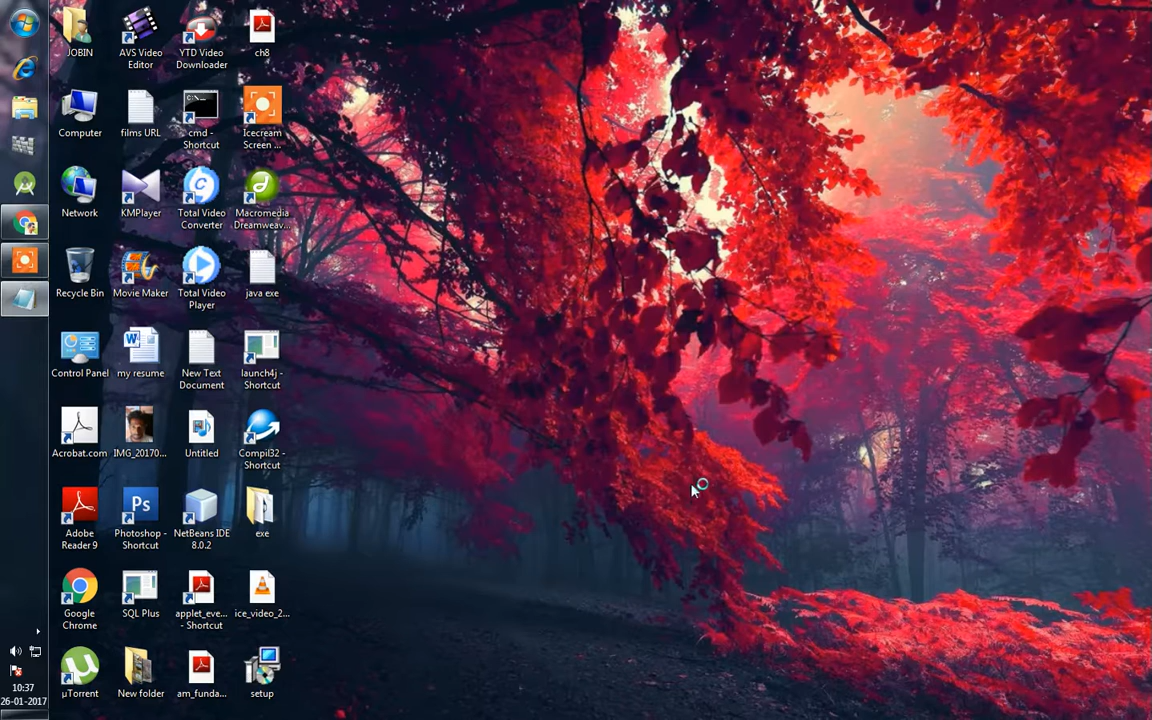 JOBIN
AVS Video
Editor
YTD Video
Downloader
ch8
Computer
films URL
cmd -
Shortcut
Icecream
Screen ...
Network
KMPlayer
Total Video
Converter
Macromedia
Dreamweav...
Recycle Bin
Movie Maker
Total Video
Player
java exe
Control Panel
my resume
New Text
Document
launch4j -
Shortcut
Acrobat.com
IMG_20170...
Untitled
Compil32 -
Shortcut
Adobe
Reader 9
Ps
Photoshop -
Shortcut
NetBeans IDE
8.0.2
exe
Google
Chrome
SQL Plus
applet_eve...
- Shortcut
ice_video_2...
µTorrent
New folder
am_funda...
setup
10:37
26-01-2017